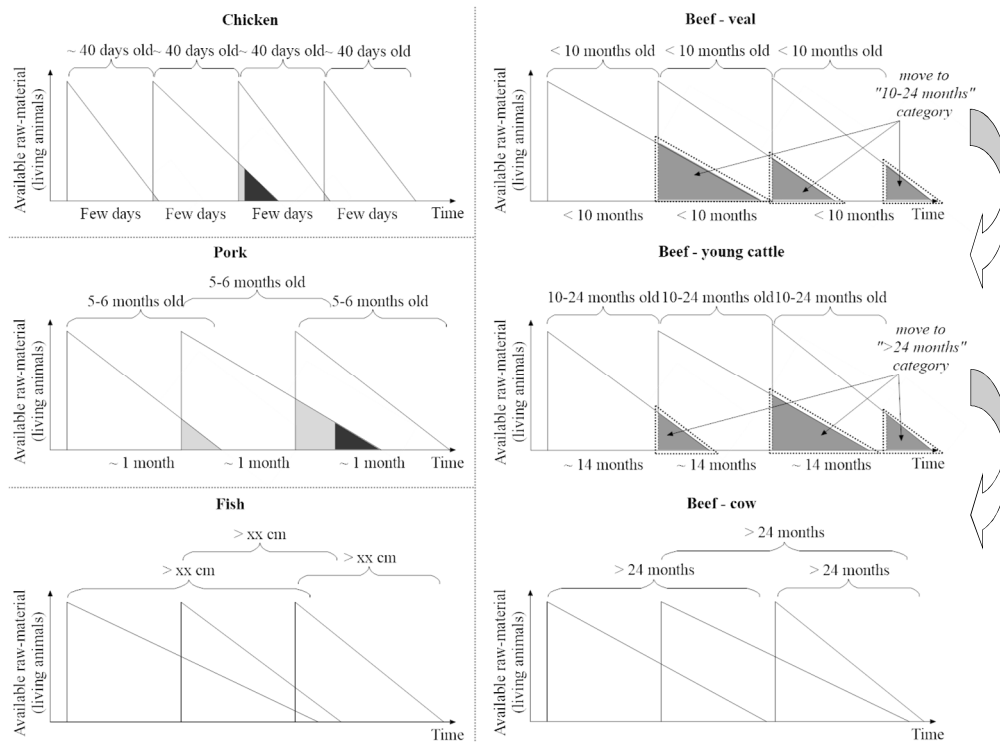 Chicken
~ 40 days old ~ 40 days old ~ 40 days old ~ 40 days old
Available raw-material
(living animals)
Few days Few days Few days Few days Time
Pork
5-6 months old
5-6 months old 5-6 months old
Available raw-material
(living animals)
~ 1 month ~ 1 month ~ 1 month Time
Fish
> xx cm
> xx cm
> xx cm
Available raw-material
(living animals)
Time
Beef - veal
< 10 months old < 10 months old < 10 months old
move to
"10-24 months"
category
Available raw-material
(living animals)
< 10 months < 10 months < 10 months Time
Beef - young cattle
10-24 months old 10-24 months old 10-24 months old
move to
">24 months"
category
Available raw-material
(living animals)
~ 14 months ~ 14 months ~ 14 months Time
Beef - cow
> 24 months
> 24 months > 24 months
Available raw-material
(living animals)
Time